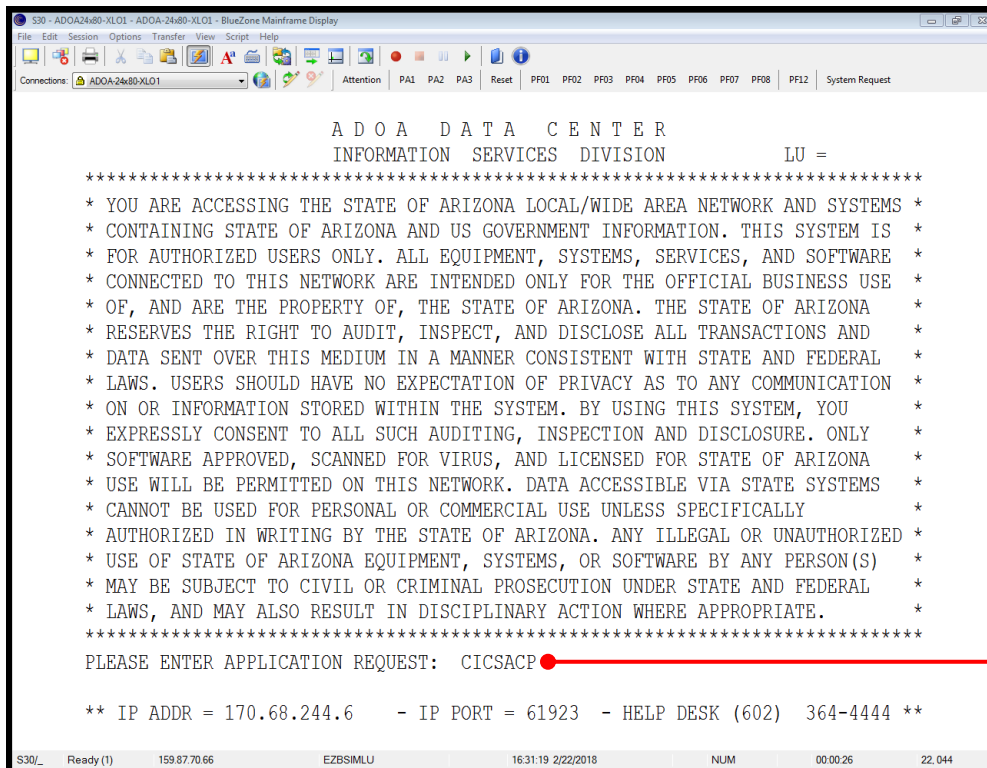 S30 - ADOA24x80-XLO1 - ADOA-24x80-XLO1 - BlueZone Mainframe Display
File Edit Session Options Transfer View Script Help
Connections: ADOA-24x80-XLO1 Attention PA1 PA2 PA3 Reset PF01 PF02 PF03 PF04 PF05 PF06 PF07 PF08 PF12 System Request
A D O A D A T A C E N T E R
INFORMATION SERVICES DIVISION LU =
******************************************************************************
* YOU ARE ACCESSING THE STATE OF ARIZONA LOCAL/WIDE AREA NETWORK AND SYSTEMS *
* CONTAINING STATE OF ARIZONA AND US GOVERNMENT INFORMATION. THIS SYSTEM IS *
* FOR AUTHORIZED USERS ONLY. ALL EQUIPMENT, SYSTEMS, SERVICES, AND SOFTWARE *
* CONNECTED TO THIS NETWORK ARE INTENDED ONLY FOR THE OFFICIAL BUSINESS USE *
* OF, AND ARE THE PROPERTY OF, THE STATE OF ARIZONA. THE STATE OF ARIZONA *
* RESERVES THE RIGHT TO AUDIT, INSPECT, AND DISCLOSE ALL TRANSACTIONS AND *
* DATA SENT OVER THIS MEDIUM IN A MANNER CONSISTENT WITH STATE AND FEDERAL *
* LAWS. USERS SHOULD HAVE NO EXPECTATION OF PRIVACY AS TO ANY COMMUNICATION *
* ON OR INFORMATION STORED WITHIN THE SYSTEM. BY USING THIS SYSTEM, YOU *
* EXPRESSLY CONSENT TO ALL SUCH AUDITING, INSPECTION AND DISCLOSURE. ONLY *
* SOFTWARE APPROVED, SCANNED FOR VIRUS, AND LICENSED FOR STATE OF ARIZONA *
* USE WILL BE PERMITTED ON THIS NETWORK. DATA ACCESSIBLE VIA STATE SYSTEMS *
* CANNOT BE USED FOR PERSONAL OR COMMERCIAL USE UNLESS SPECIFICALLY *
* AUTHORIZED IN WRITING BY THE STATE OF ARIZONA. ANY ILLEGAL OR UNAUTHORIZED *
* USE OF STATE OF ARIZONA EQUIPMENT, SYSTEMS, OR SOFTWARE BY ANY PERSON(S) *
* MAY BE SUBJECT TO CIVIL OR CRIMINAL PROSECUTION UNDER STATE AND FEDERAL *
* LAWS, AND MAY ALSO RESULT IN DISCIPLINARY ACTION WHERE APPROPRIATE. *
******************************************************************************
PLEASE ENTER APPLICATION REQUEST: CICSACP
** IP ADDR = 170.68.244.6 - IP PORT = 61923 - HELP DESK (602) 364-4444 **
S30/_ Ready (1) 159.87.70.66 EZBSIMLU 16:31:19 2/22/2018 NUM 00:00:26 22, 044